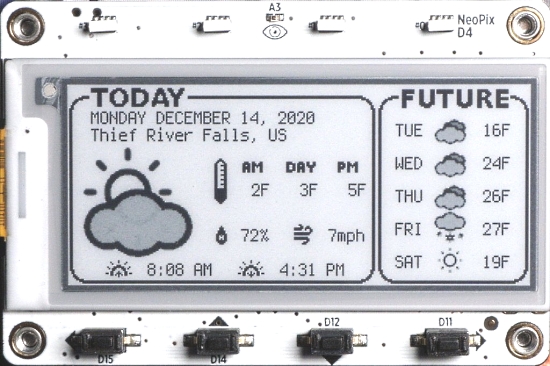 A3
NeoPix
D4
TODAY
MONDAY DECEMBER 14, 2020
Thief River Falls, US
AM DAY PM
2F 3F 5F
72% 7mph
8:08 AM 4:31 PM
FUTURE
TUE 16F
WED 24F
THU 26F
FRI 27F
SAT 19F
D15 D14 D12 D11